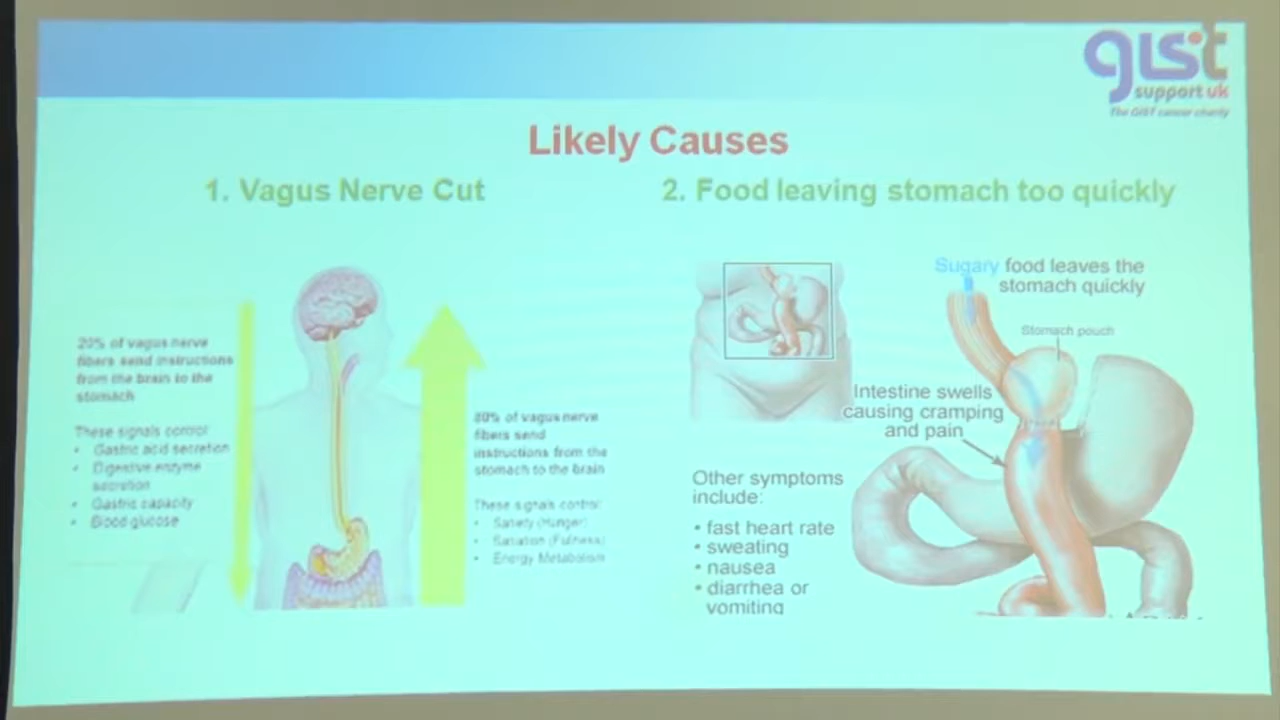 gist
support uk
The GIST cancer charity
Likely Causes
1. Vagus Nerve Cut
20% of vagus nerve
fibers send instructions
from the brain to the
stomach
These signals control
• Gastric acid secretion
• Digestive enzyme
secretion
• Gastric capacity
• Blood glucose
80% of vagus nerve
fibers send
instructions from the
stomach to the brain
These signals control
• Satiety (Hunger)
• Satiation (Fullness)
• Energy Metabolism
2. Food leaving stomach too quickly
Sugary food leaves the
stomach quickly
Stomach pouch
Intestine swells
causing cramping
and pain
Other symptoms
include:
• fast heart rate
• sweating
• nausea
• diarrhea or
vomiting